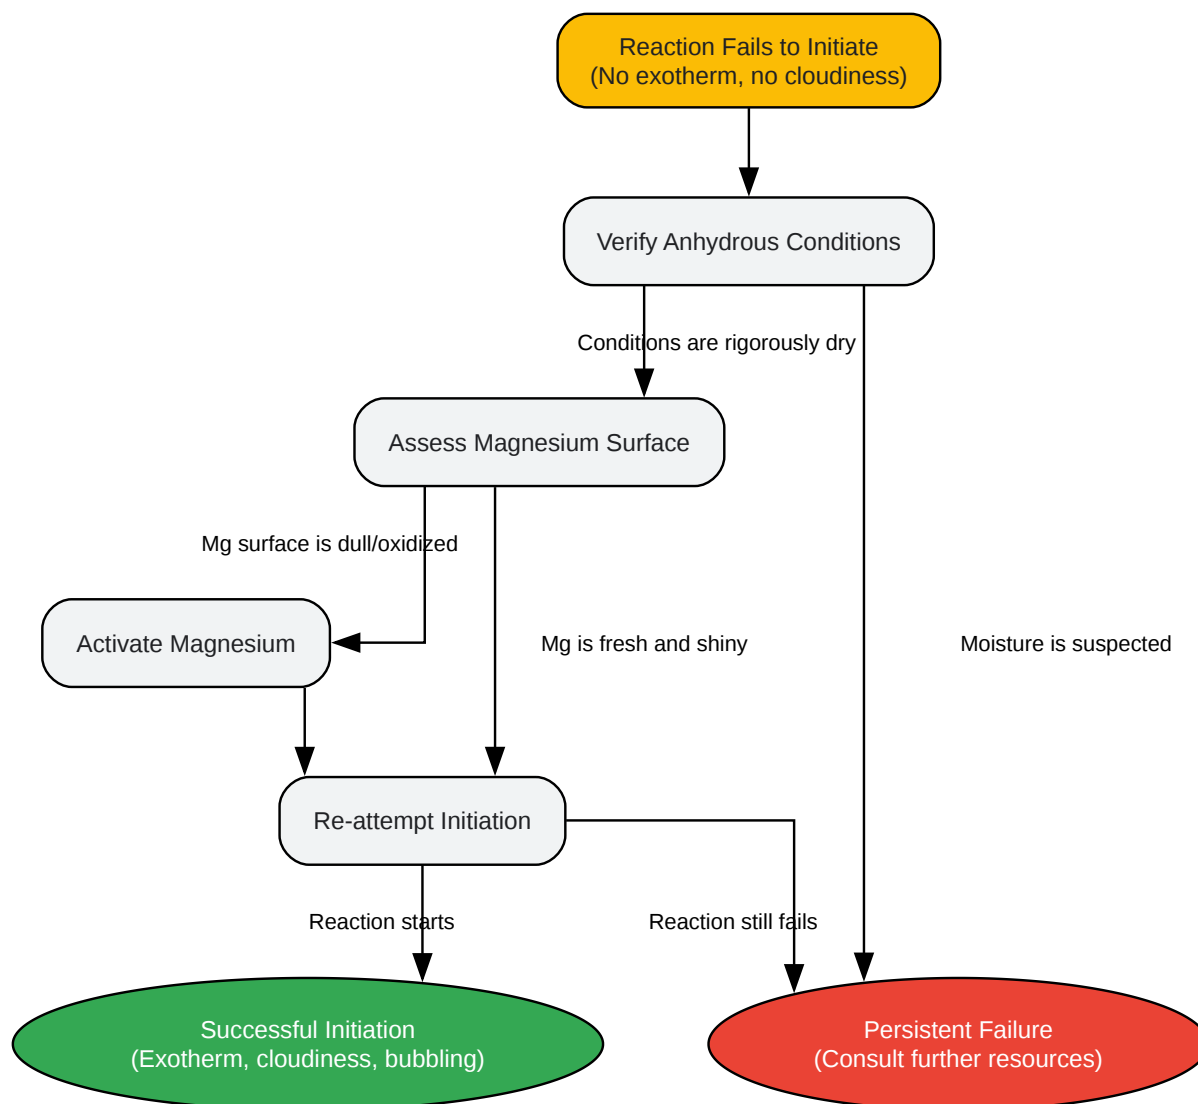 Reaction Fails to Initiate
(No exotherm, no cloudiness)
Verify Anhydrous Conditions
Conditions are rigorously dry
Assess Magnesium Surface
Mg surface is dull/oxidized
Activate Magnesium
Mg is fresh and shiny
Moisture is suspected
Re-attempt Initiation
Reaction starts
Reaction still fails
Successful Initiation
(Exotherm, cloudiness, bubbling)
Persistent Failure
(Consult further resources)